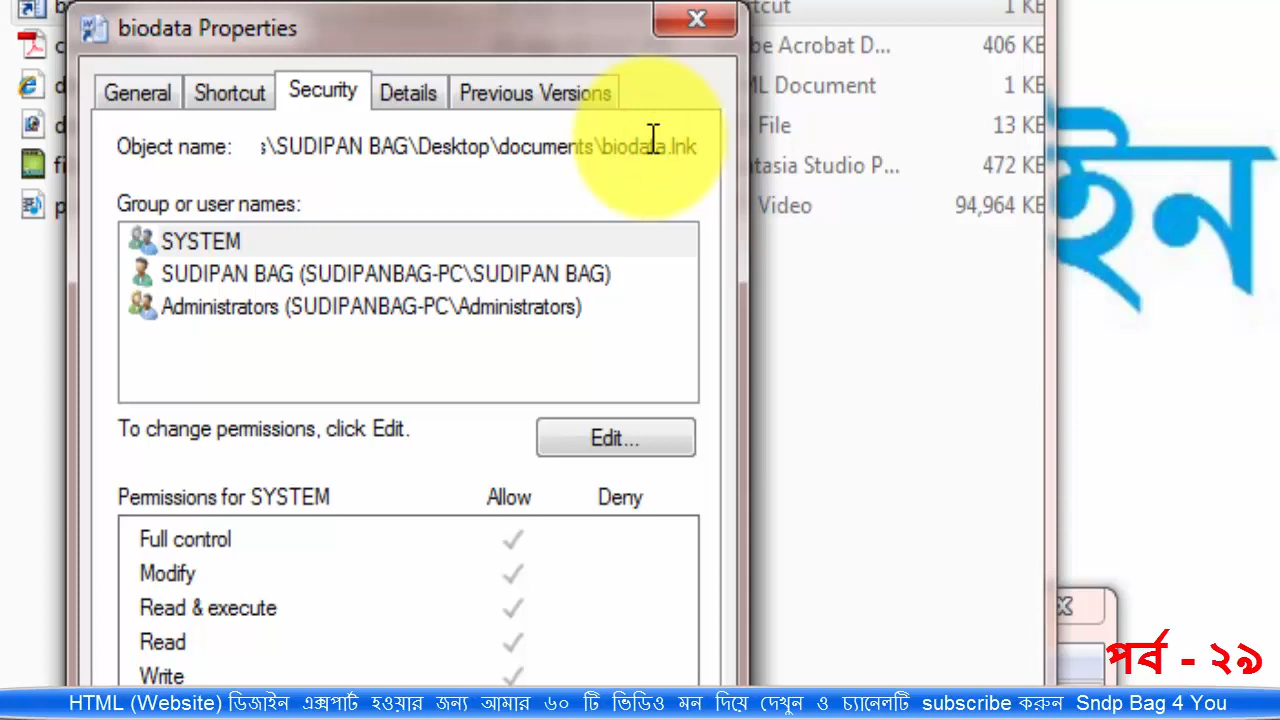 biodata Properties
General
Shortcut
Security
Details
Previous Versions
Object name: s\SUDIPAN BAG\Desktop\documents\biodata.lnk
Group or user names:
SYSTEM
SUDIPAN BAG (SUDIPANBAG-PC\SUDIPAN BAG)
Administrators (SUDIPANBAG-PC\Administrators)
To change permissions, click Edit.
Edit...
Permissions for SYSTEM Allow Deny
Full control
Modify
Read & execute
Read
Write
1 KB
be Acrobat D... 406 KB
ML Document 1 KB
File 13 KB
ntasia Studio P... 472 KB
Video 94,964 KB
ইন
পর্ব - ২৯
HTML (Website) ডিজাইন এক্সপার্ট হওয়ার জন্য আমার ৬০ টি ভিডিও মন দিয়ে দেখুন ও চ্যানেলটি subscribe করুন Sndp Bag 4 You